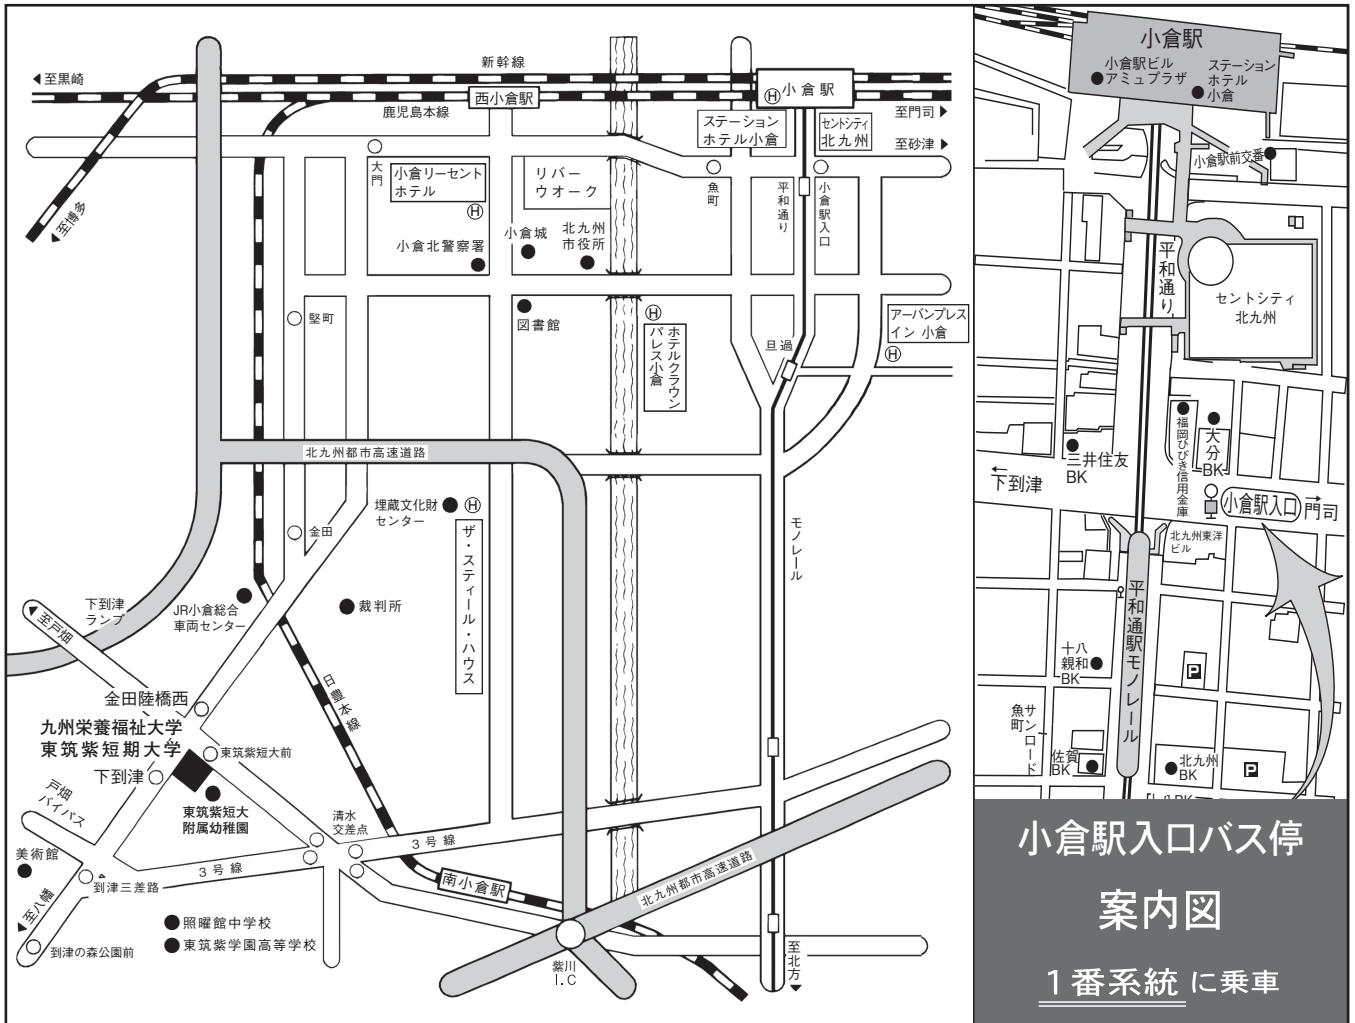 新幹線
至黒崎
西小倉駅
Ⓗ小倉駅
鹿児島本線
至門司
ステーション
ホテル小倉
セントシティ
北九州
至砂津
至博多
大門
小倉リーセント
ホテル
Ⓗ
リバー
ウオーク
魚町
平和通り
小倉駅入口
小倉北警察署
小倉城
北九州
市役所
堅町
図書館
Ⓗ
ホテルクラウン
パレス小倉
旦過
アーバンプレス
イン 小倉
Ⓗ
北九州都市高速道路
金田
埋蔵文化財
センター
Ⓗ
ザ・スティール・ハウス
モノレール
下到津
ランプ
JR小倉総合
車両センター
裁判所
至戸畑
日豊本線
金田陸橋西
九州栄養福祉大学
東筑紫短期大学
東筑紫短大前
下到津
東筑紫短大
附属幼稚園
戸畑
バイパス
清水
交差点
3号線
美術館
3号線
到津三差路
南小倉駅
北九州都市高速道路
至八幡
照曜館中学校
東筑紫学園高等学校
到津の森公園前
紫川
I.C
至北方
小倉駅
小倉駅ビル
アミュプラザ
ステーション
ホテル
小倉
小倉駅前交番
平和通り
セントシティ
北九州
三井住友
BK
福岡ひびき信用金庫
大分
BK
←
下到津
小倉駅入口
→
門司
北九州東洋
ビル
平和通駅モノレール
十八
親和
BK
P
魚町
サンロード
佐賀
BK
北九州
BK
P
小倉駅入口バス停
案内図
1番系統 に乗車